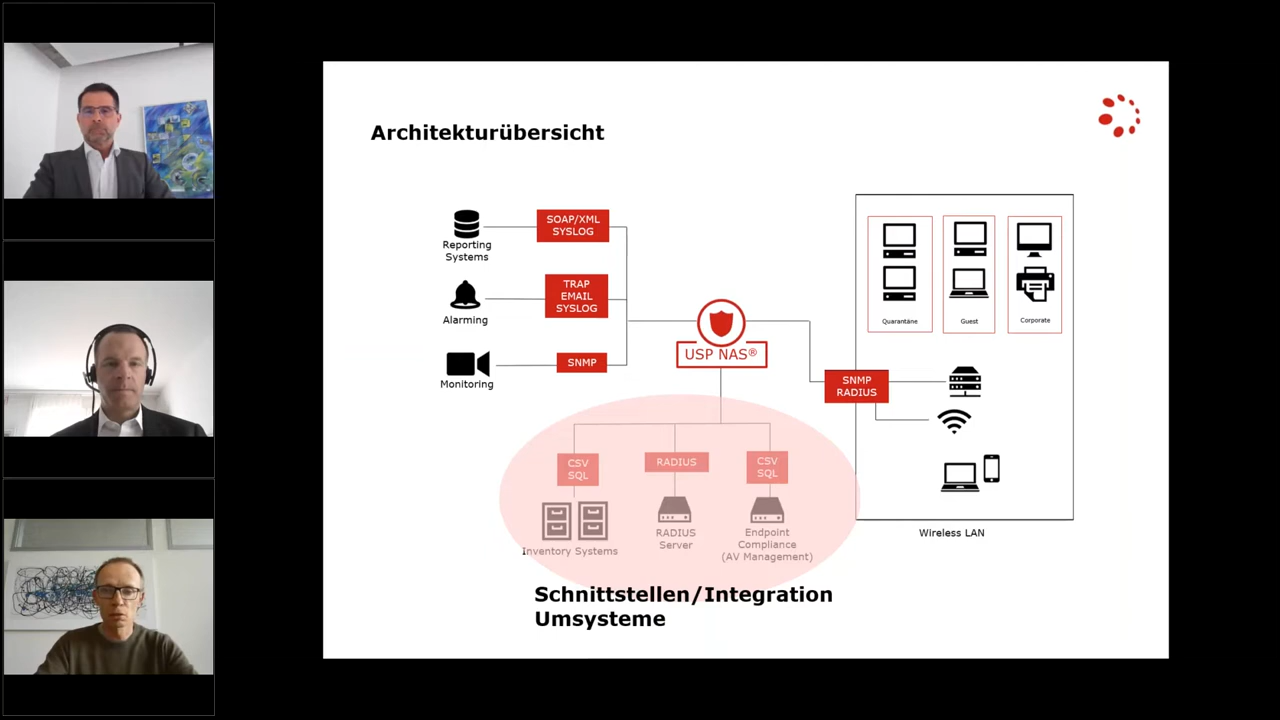 Architekturübersicht
SOAP/XML
SYSLOG
Reporting
Systems
TRAP
EMAIL
SYSLOG
Alarming
SNMP
Monitoring
USP NAS®
SNMP
RADIUS
Quarantäne
Guest
Corporate
Wireless LAN
CSV
SQL
RADIUS
CSV
SQL
Inventory Systems
RADIUS
Server
Endpoint
Compliance
(AV Management)
Schnittstellen/Integration
Umsysteme